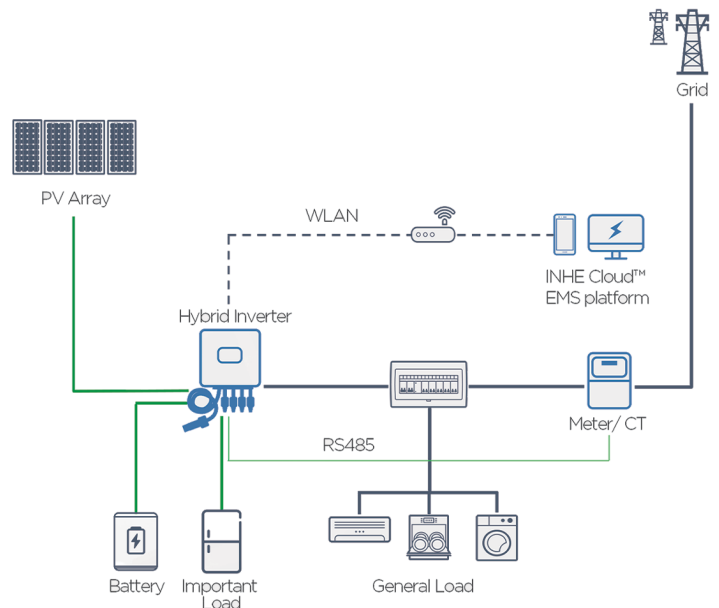 Grid
PV Array
WLAN
INHE Cloud™
EMS platform
Hybrid Inverter
Meter/ CT
RS485
Battery
Important
Load
General Load